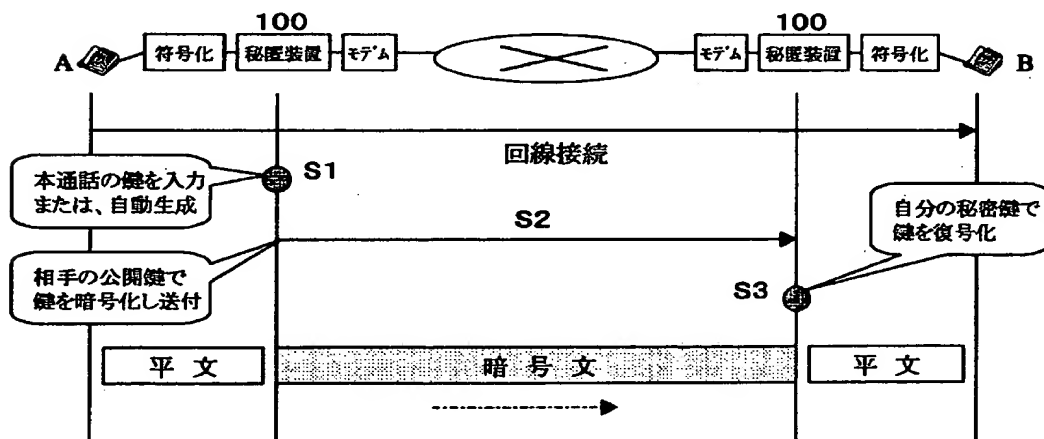 100
100
A
符号化
秘匿装置
モデム
モデム
秘匿装置
符号化
B
回線接続
本通話の鍵を入力
または、自動生成
S1
S2
自分の秘密鍵で
鍵を復号化
相手の公開鍵で
鍵を暗号化し送付
S3
平 文
暗 号 文
平 文